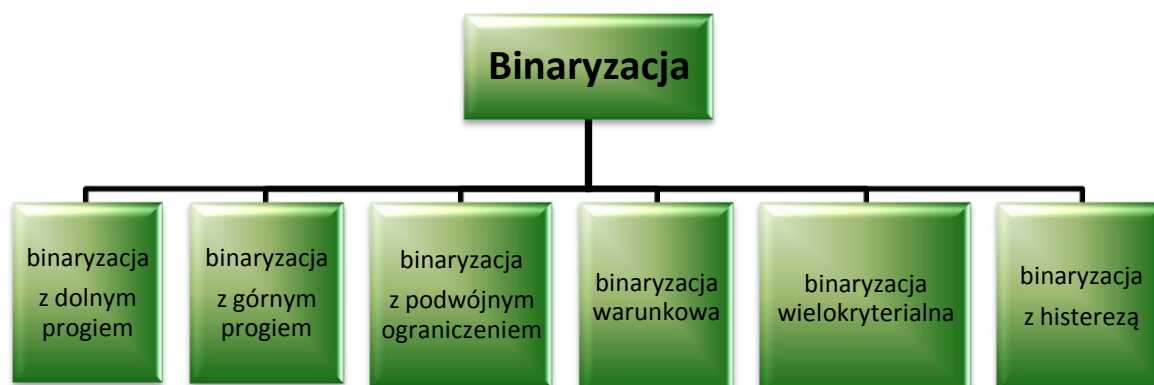 Binaryzacja
binaryzacja
z dolnym
progiem
binaryzacja
z górnym
progiem
binaryzacja
z podwójnym
ograniczeniem
binaryzacja
warunkowa
binaryzacja
wielokryterialna
binaryzacja
z histerezą